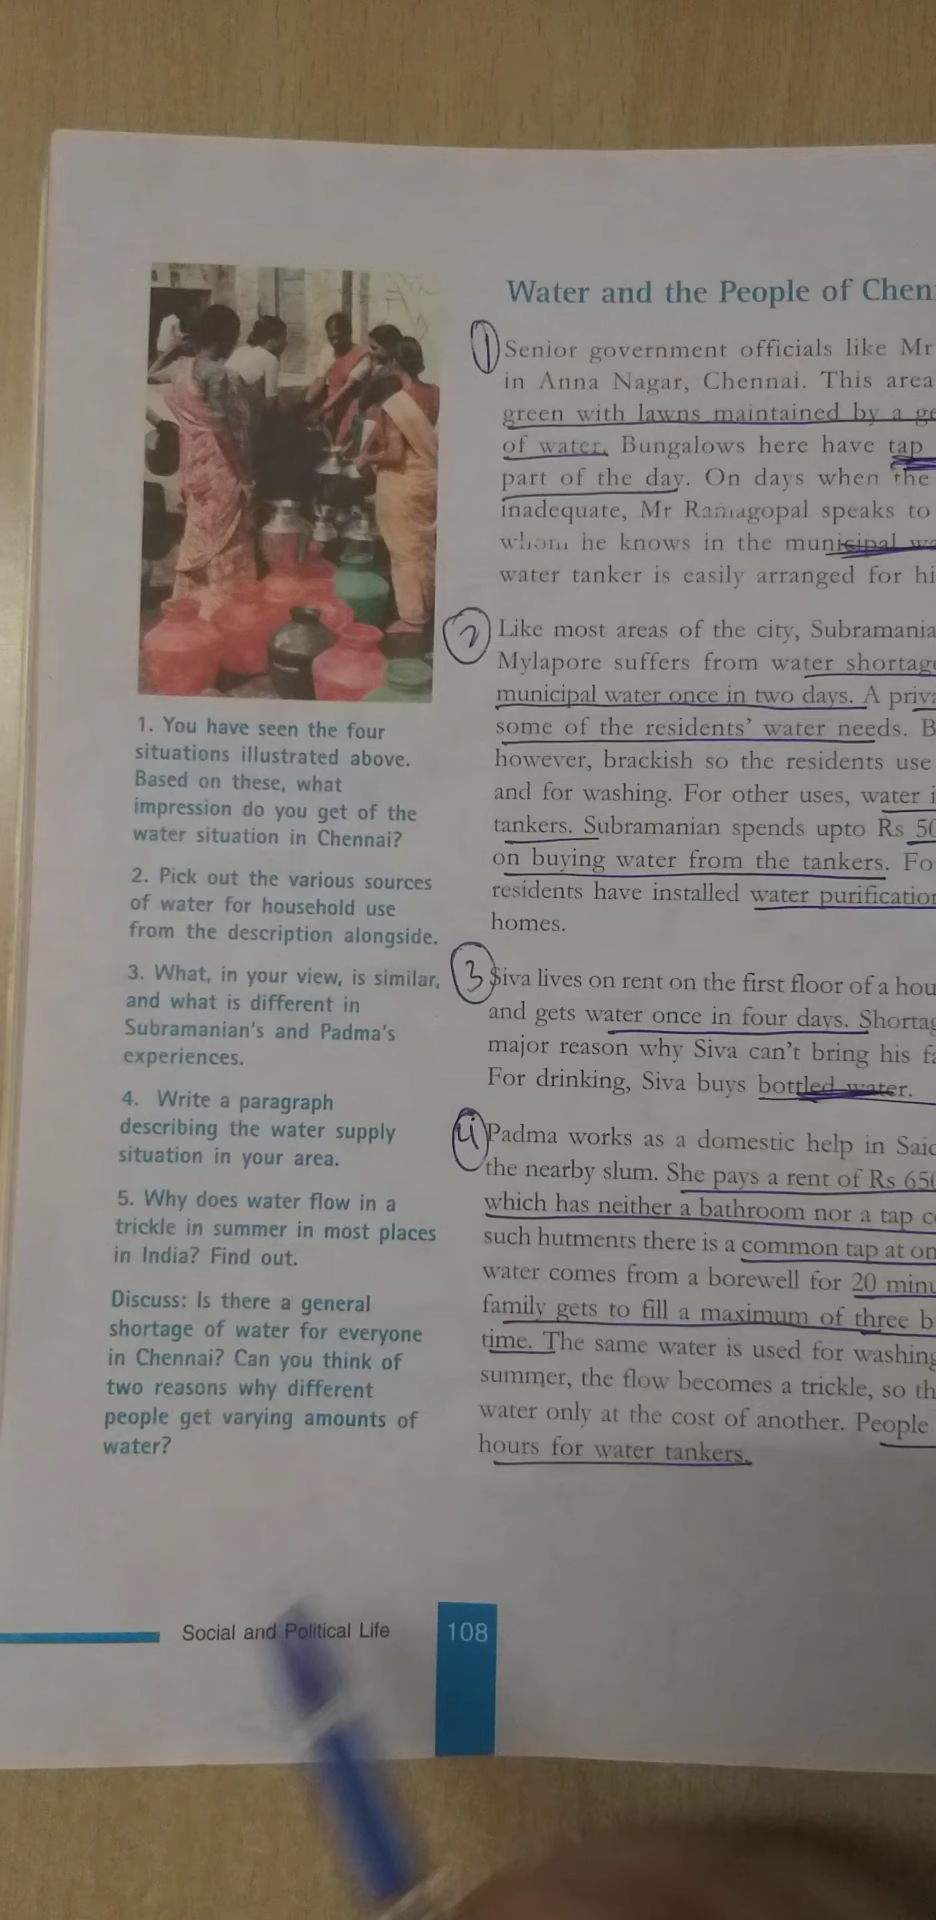 1. You have seen the four
situations illustrated above.
Based on these, what
impression do you get of the
water situation in Chennai?
2. Pick out the various sources
of water for household use
from the description alongside.
3. What, in your view, is similar,
and what is different in
Subramanian's and Padma's
experiences.
4. Write a paragraph
describing the water supply
situation in your area.
5. Why does water flow in a
trickle in summer in most places
in India? Find out.
Discuss: Is there a general
shortage of water for everyone
in Chennai? Can you think of
two reasons why different
people get varying amounts of
water?
Water and the People of Chen
1 Senior government officials like Mr
in Anna Nagar, Chennai. This area
green with lawns maintained by a ge
of water. Bungalows here have tap
part of the day. On days when the
inadequate, Mr Ramagopal speaks to
whom he knows in the municipal wa
water tanker is easily arranged for hi
2 Like most areas of the city, Subramania
Mylapore suffers from water shortage
municipal water once in two days. A priva
some of the residents' water needs. B
however, brackish so the residents use
and for washing. For other uses, water i
tankers. Subramanian spends upto Rs 50
on buying water from the tankers. Fo
residents have installed water purification
homes.
3 Siva lives on rent on the first floor of a hou
and gets water once in four days. Shortag
major reason why Siva can't bring his fa
For drinking, Siva buys bottled water.
4 Padma works as a domestic help in Said
the nearby slum. She pays a rent of Rs 650
which has neither a bathroom nor a tap c
such hutments there is a common tap at on
water comes from a borewell for 20 minu
family gets to fill a maximum of three b
time. The same water is used for washing
summer, the flow becomes a trickle, so th
water only at the cost of another. People
hours for water tankers.
Social and Political Life
108